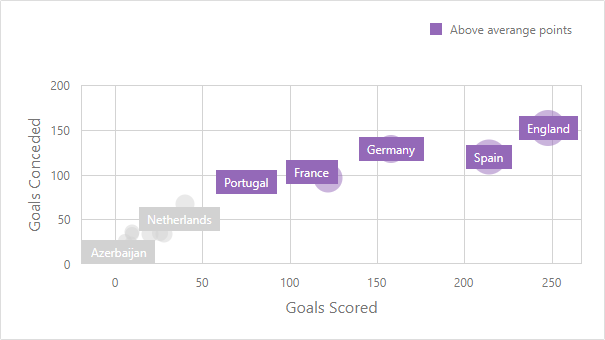 Above averange points
Goals Conceded
200
150
100
50
0
England
Germany
Spain
France
Portugal
Netherlands
Azerbaijan
0
50
100
150
200
250
Goals Scored